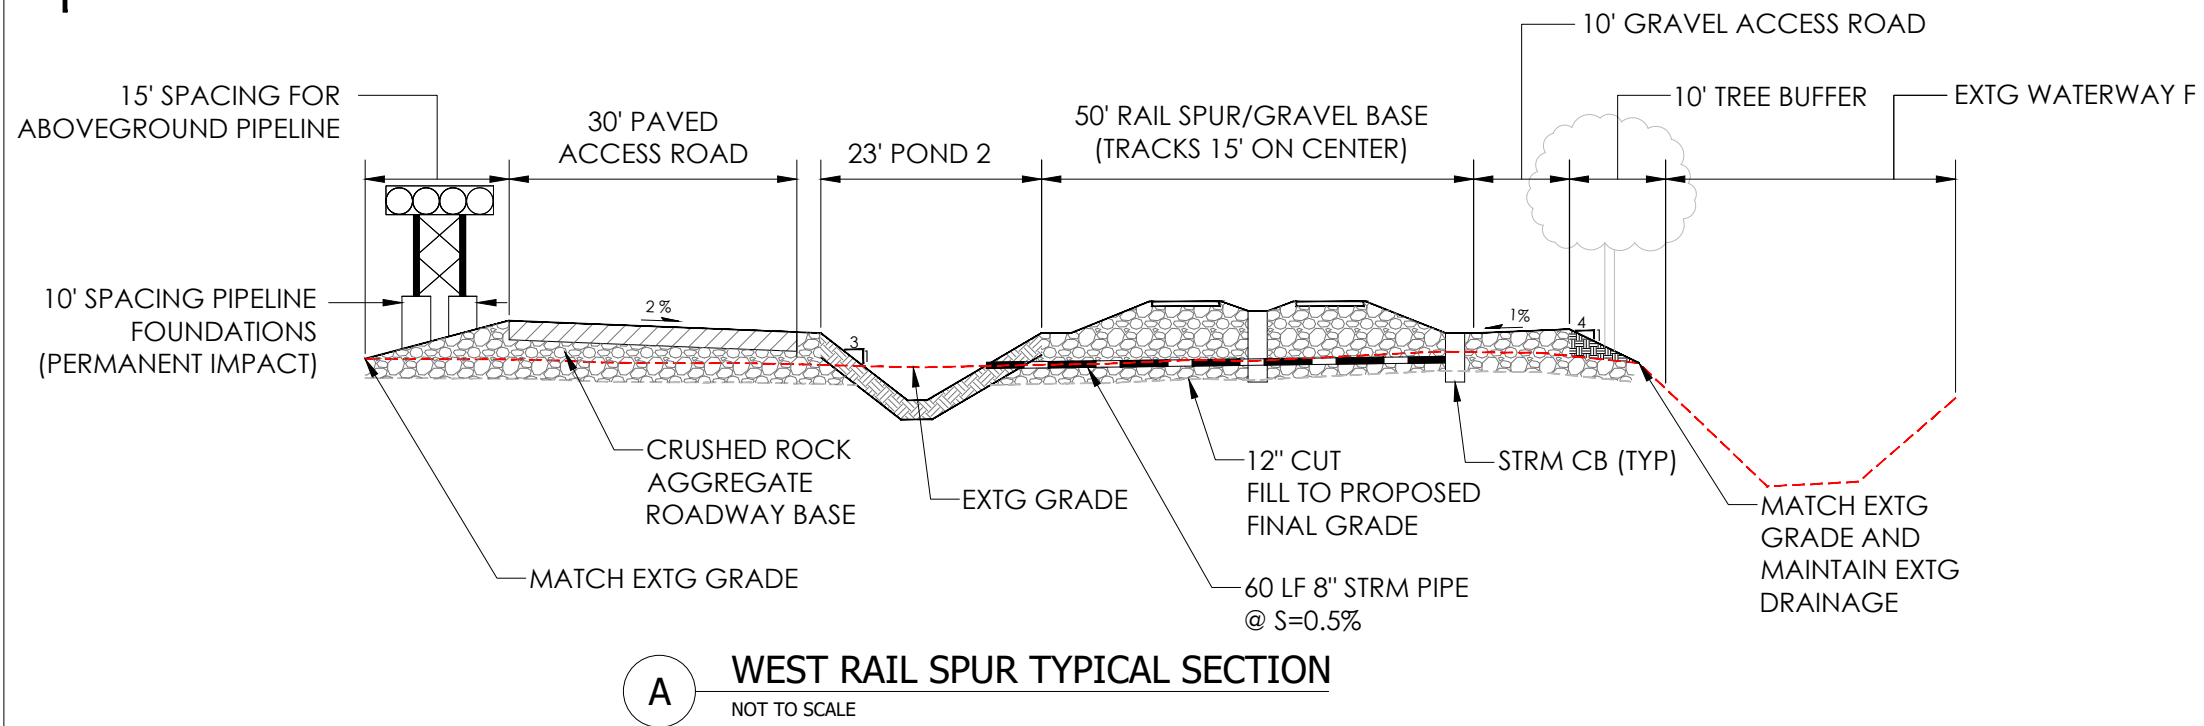 10' GRAVEL ACCESS ROAD
15' SPACING FOR
ABOVEGROUND PIPELINE
30' PAVED
ACCESS ROAD
23' POND 2
50' RAIL SPUR/GRAVEL BASE
(TRACKS 15' ON CENTER)
10' TREE BUFFER
EXTG WATERWAY F
10' SPACING PIPELINE
FOUNDATIONS
(PERMANENT IMPACT)
2%
3
1
1%
4
1
CRUSHED ROCK
AGGREGATE
ROADWAY BASE
EXTG GRADE
12" CUT
FILL TO PROPOSED
FINAL GRADE
STRM CB (TYP)
MATCH EXTG
GRADE AND
MAINTAIN EXTG
DRAINAGE
MATCH EXTG GRADE
60 LF 8" STRM PIPE
@ S=0.5%
A
WEST RAIL SPUR TYPICAL SECTION
NOT TO SCALE